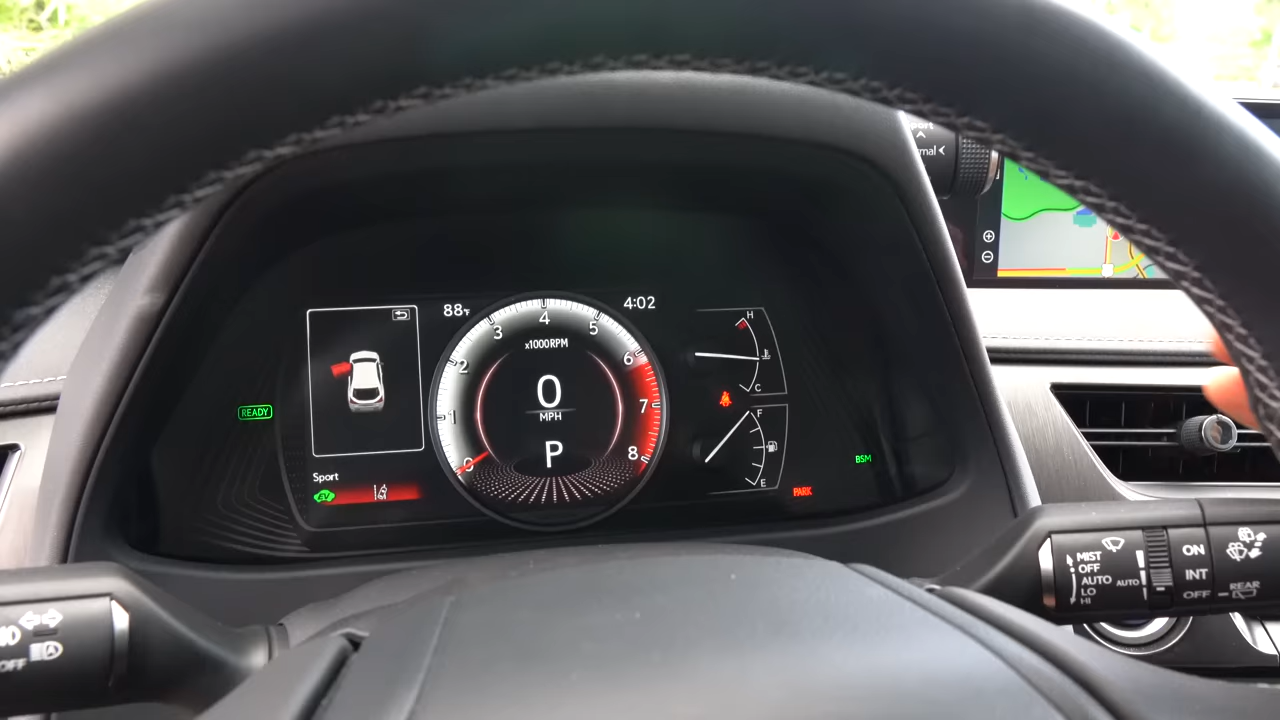 88°F
4:02
x1000RPM
0
1
2
3
4
5
6
7
8
0
MPH
P
H
C
F
E
READY
Sport
EV
BSM
PARK
MIST
OFF
AUTO
LO
HI
AUTO
ON
INT
OFF
REAR
OFF